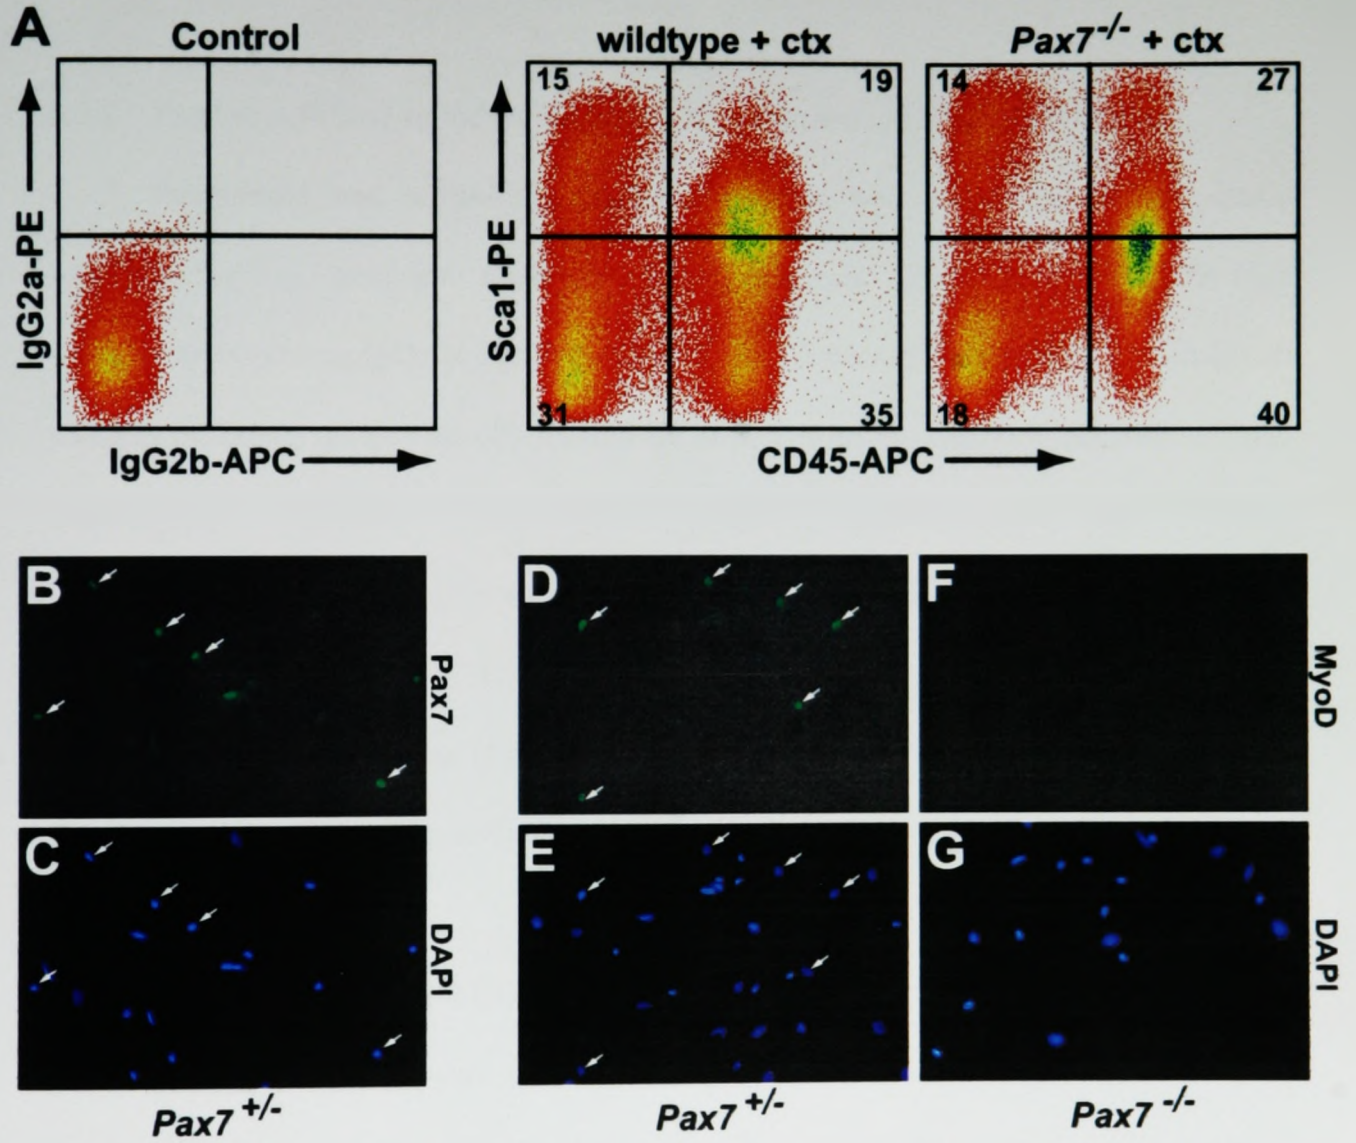 A
Control
wildtype + ctx
Pax7-/- + ctx
IgG2a-PE
IgG2b-APC
Sca1-PE
15
19
31
35
14
27
18
40
CD45-APC
B
Pax7
D
F
MyoD
C
DAPI
E
G
DAPI
Pax7 +/-
Pax7 +/-
Pax7 -/-